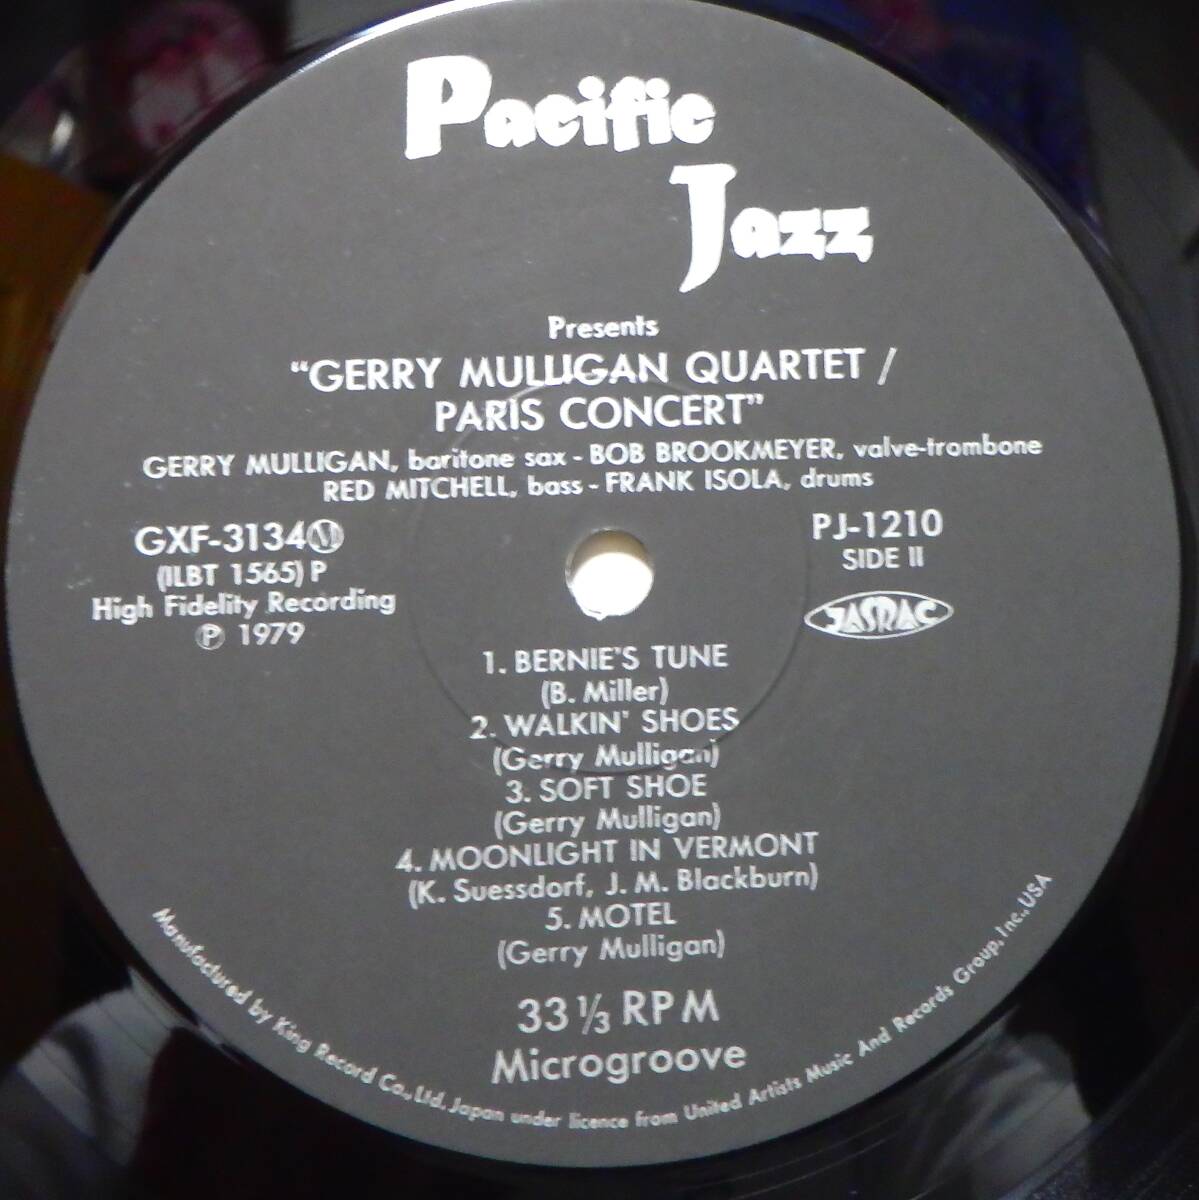 Pacific
Jazz
Presents
“GERRY MULLIGAN QUARTET /
PARIS CONCERT”
GERRY MULLIGAN, baritone sax - BOB BROOKMEYER, valve-trombone
RED MITCHELL, bass - FRANK ISOLA, drums
GXF-3134Ⓜ
(ILBT 1565) P
High Fidelity Recording
℗ 1979
PJ-1210
SIDE II
JASRAC
1. BERNIE'S TUNE
(B. Miller)
2. WALKIN' SHOES
(Gerry Mulligan)
3. SOFT SHOE
(Gerry Mulligan)
4. MOONLIGHT IN VERMONT
(K. Suessdorf, J. M. Blackburn)
5. MOTEL
(Gerry Mulligan)
33 ⅓ RPM
Microgroove
Manufactured by King Record Co., Ltd. Japan under licence from United Artists Music And Records Group, Inc., USA